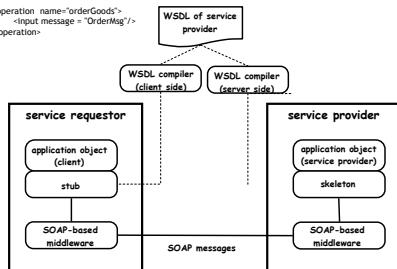 operation name="orderGoods">
<input message = "OrderMsg"/>
operation>
WSDL of service
provider
WSDL compiler
(client side)
WSDL compiler
(server side)
service requestor
service provider
application object
(client)
application object
(service provider)
stub
skeleton
SOAP-based
middleware
SOAP-based
middleware
SOAP messages